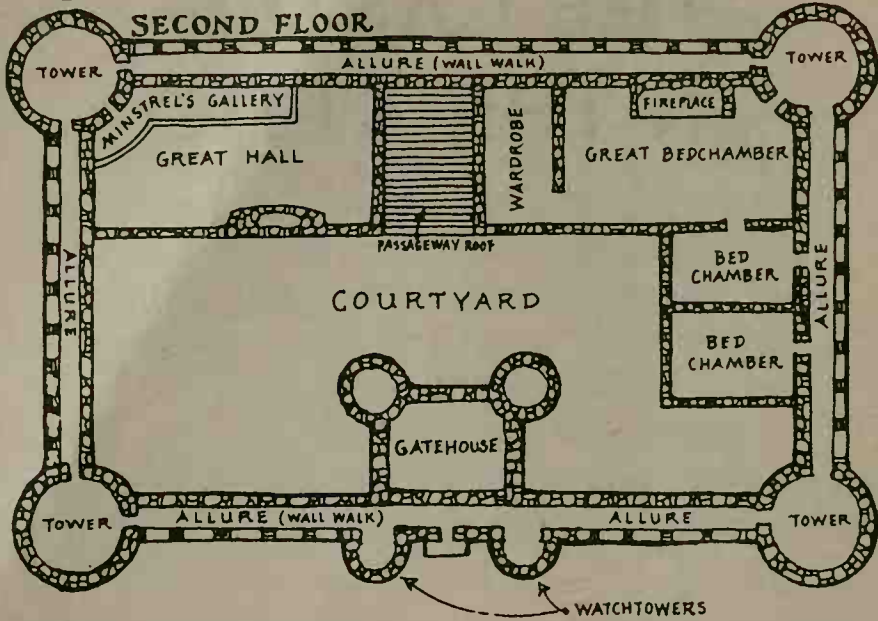 SECOND FLOOR
TOWER
ALLURE (WALL WALK)
TOWER
MINSTREL'S GALLERY
FIREPLACE
GREAT HALL
WARDROBE
GREAT BEDCHAMBER
PASSAGEWAY ROOF
ALLURE
COURTYARD
BED
CHAMBER
ALLURE
BED
CHAMBER
GATEHOUSE
TOWER
ALLURE (WALL WALK)
ALLURE
TOWER
WATCHTOWERS